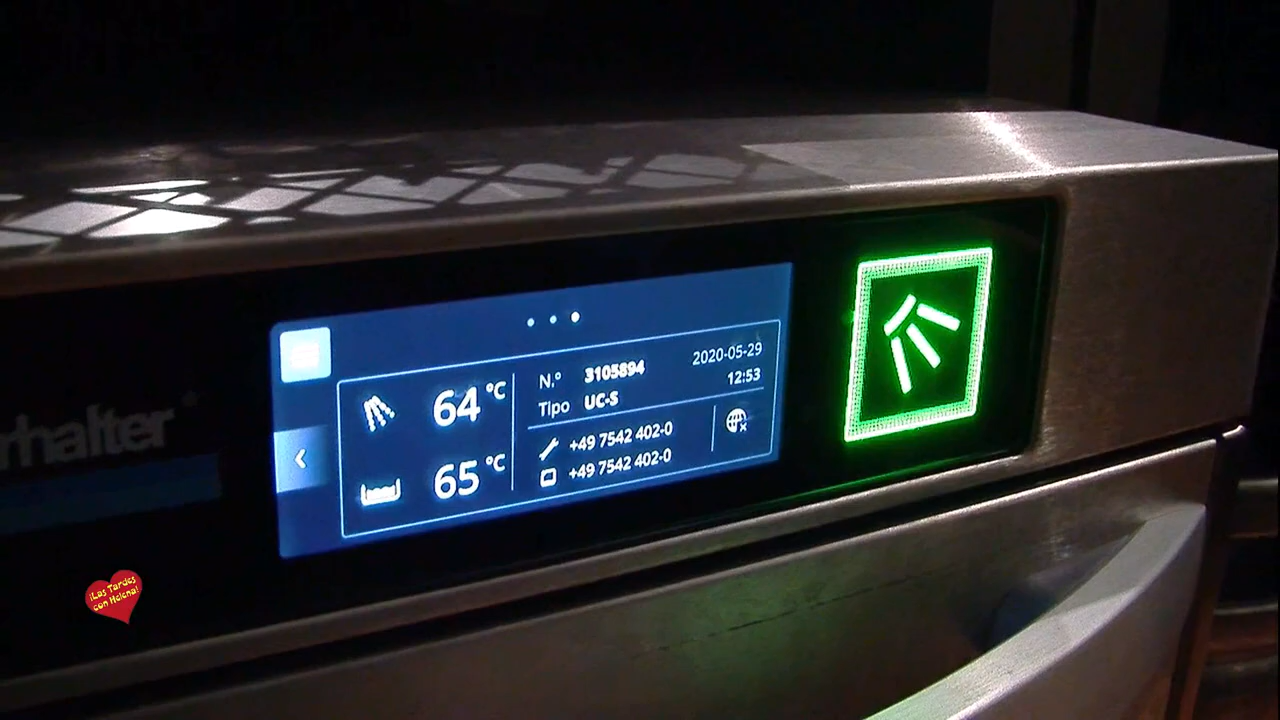 rhalter
64 °C
65 °C
N.º 3105894
Tipo UC-S
2020-05-29
12:53
+49 7542 402-0
+49 7542 402-0
¡Las Tardes
con Helena!